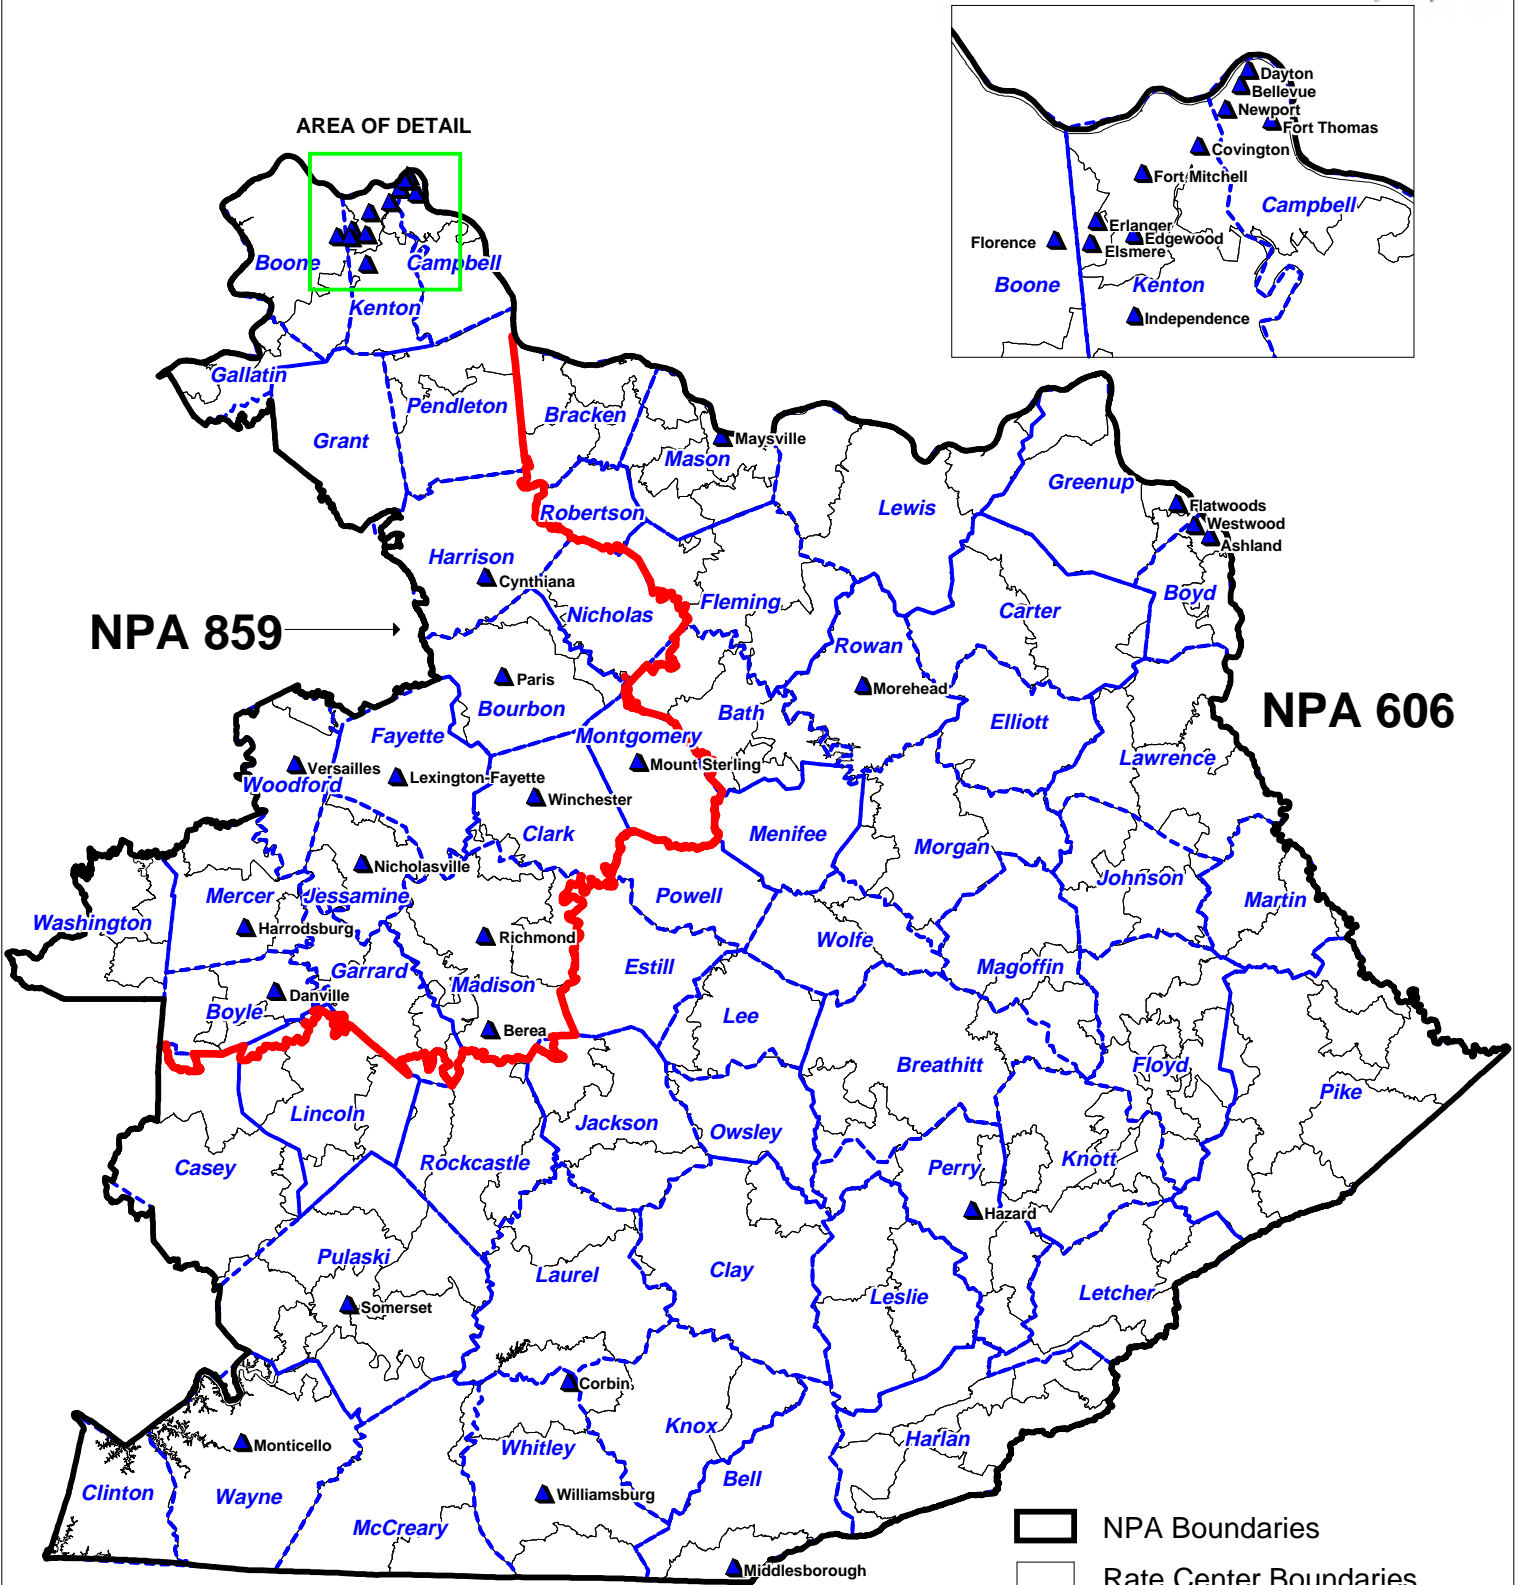 AREA OF DETAIL
Dayton
Bellevue
Newport
Fort Thomas
Covington
Fort Mitchell
Campbell
Erlanger
Florence
Edgewood
Elsmere
Boone
Kenton
Independence
Boone
Campbell
Kenton
Gallatin
Pendleton
Bracken
Grant
Maysville
Mason
Greenup
Lewis
Flatwoods
Robertson
Westwood
Ashland
Harrison
Cynthiana
Boyd
Fleming
Carter
Nicholas
NPA 859
Rowan
Paris
Morehead
Bourbon
Bath
NPA 606
Elliott
Fayette
Montgomery
Lawrence
Versailles
Mount Sterling
Lexington-Fayette
Woodford
Winchester
Clark
Menifee
Morgan
Nicholasville
Johnson
Mercer
Jessamine
Powell
Martin
Washington
Harrodsburg
Richmond
Wolfe
Garrard
Estill
Magoffin
Madison
Danville
Boyle
Lee
Berea
Breathitt
Floyd
Pike
Lincoln
Jackson
Owsley
Rockcastle
Casey
Perry
Knott
Hazard
Pulaski
Laurel
Clay
Letcher
Leslie
Somerset
Corbin
Knox
Harlan
Monticello
Whitley
Bell
Clinton
Wayne
Williamsburg
McCreary
NPA Boundaries
Middlesborough
Rate Center Boundaries